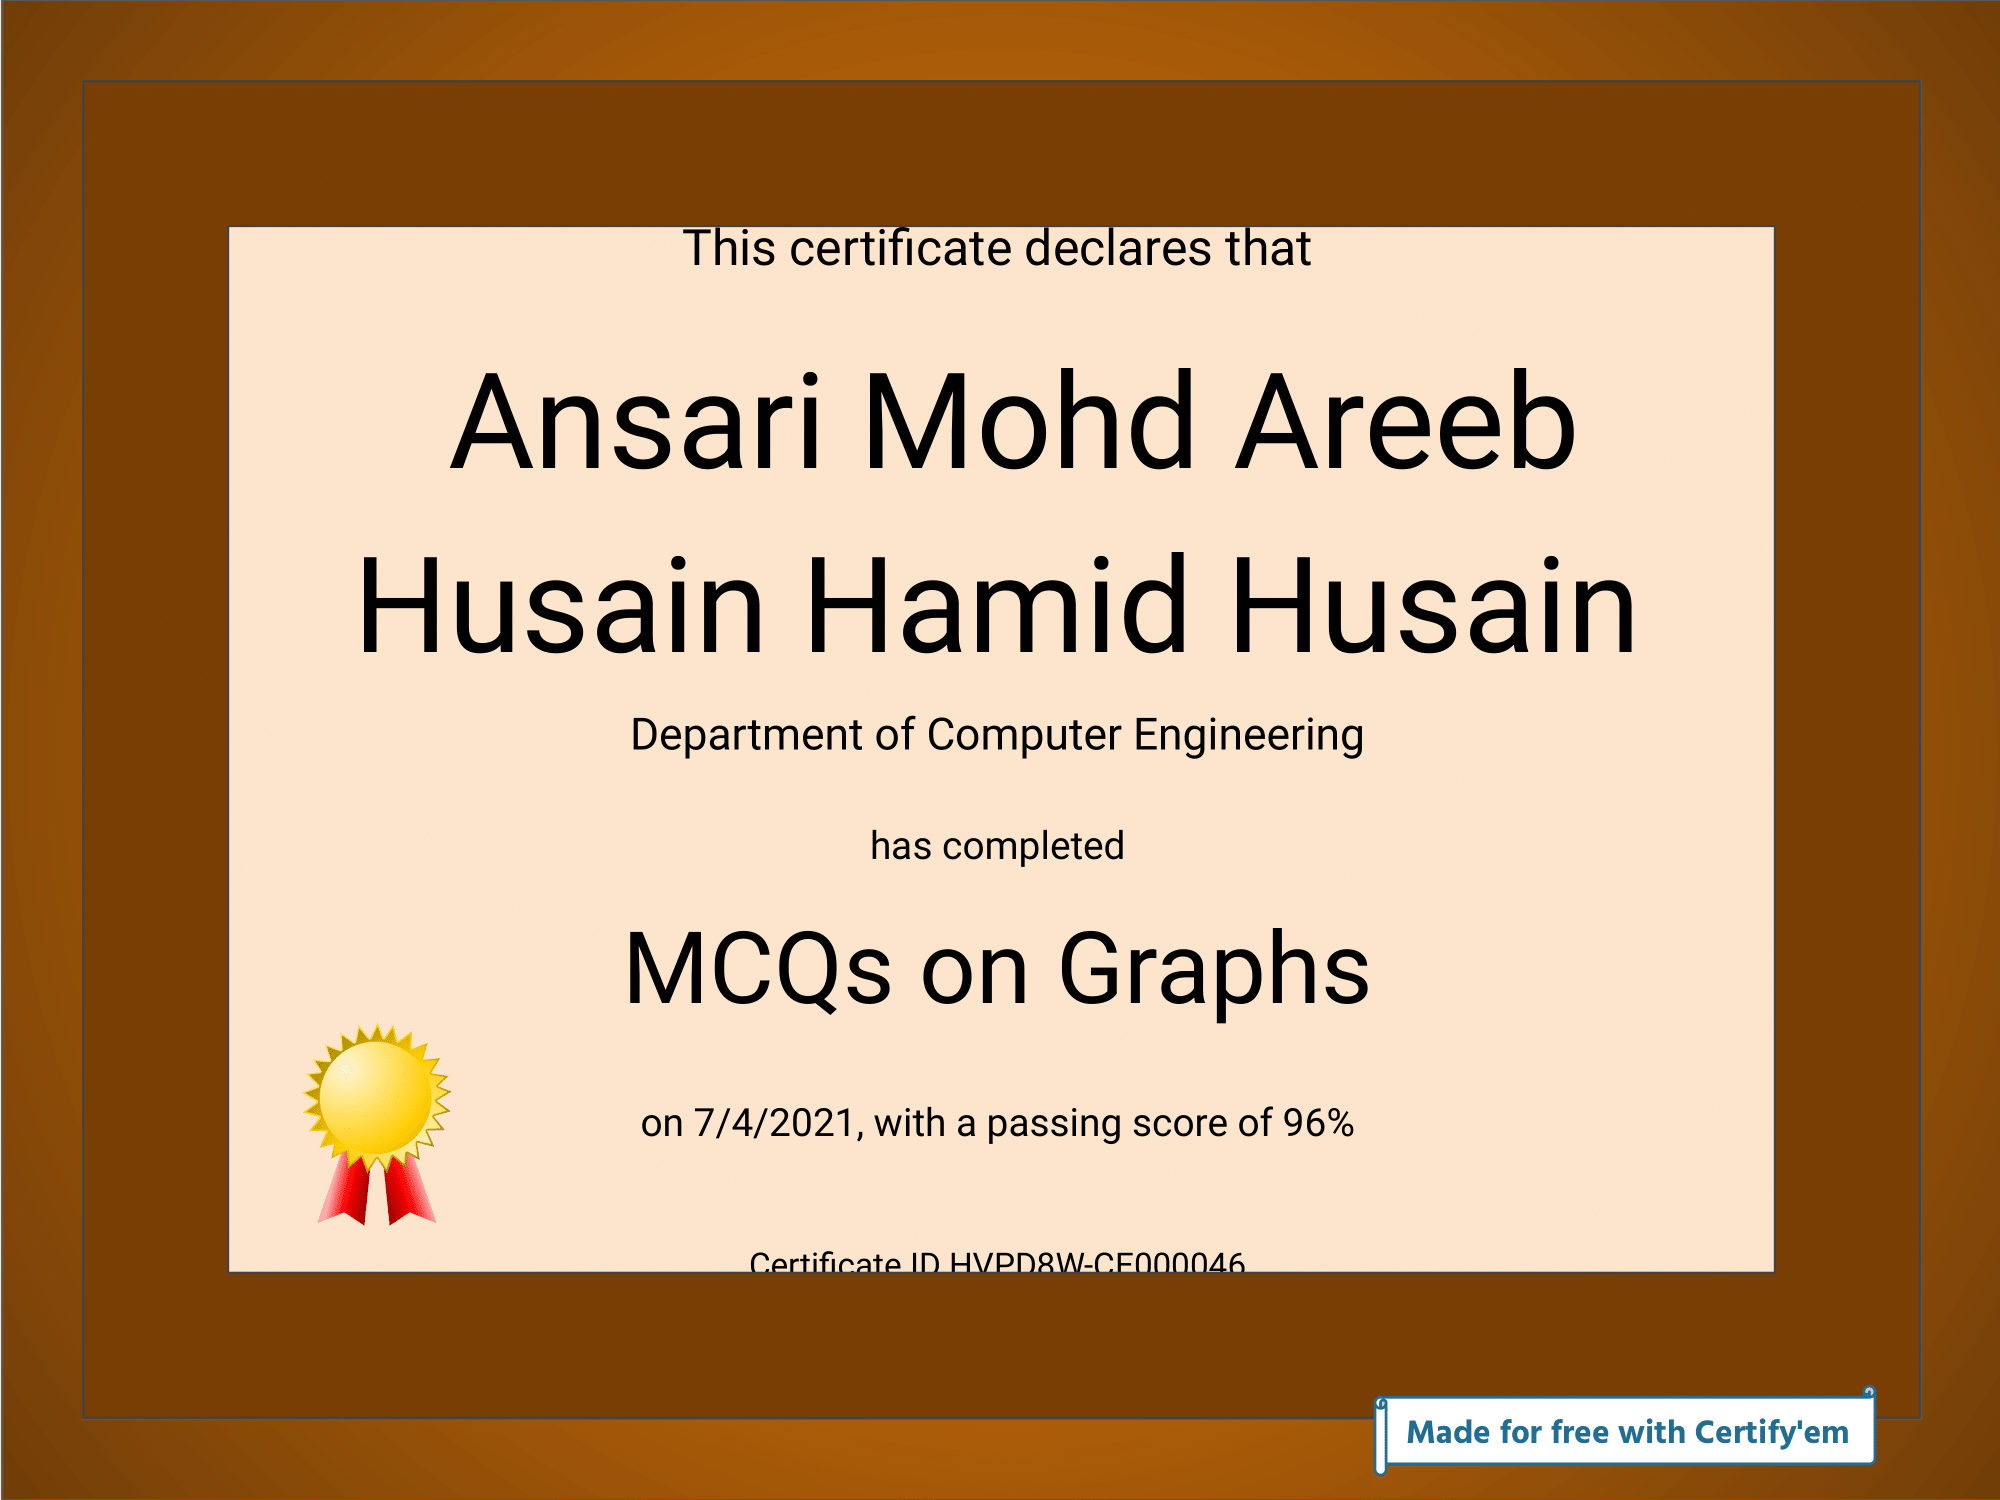 This certificate declares that
Ansari Mohd Areeb
Husain Hamid Husain
Department of Computer Engineering
has completed
MCQs on Graphs
on 7/4/2021, with a passing score of 96%
Certificate ID HVPD8W-CE000046
Made for free with Certify'em